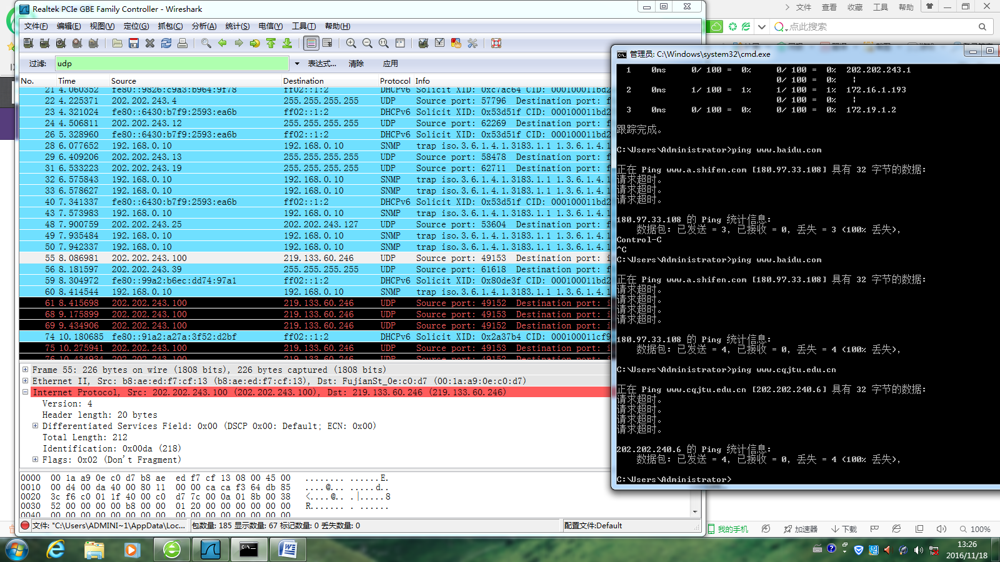 Realtek PCIe GBE Family Controller - Wireshark
文件(F) 编辑(E) 视图(V) 定位(G) 抓包(C) 分析(A) 统计(S) 电信(Y) 工具(T) 帮助(H)
过滤: udp 表达式... 清除 应用
No. Time Source Destination Protocol Info
21 4.060352 fe80::9826:c9a3:b964:9f78 ff02::1:2 DHCPv6 Solicit XID: 0xc7ac64 CID: 000100011bd2
22 4.225371 202.202.243.4 255.255.255.255 UDP Source port: 57796 Destination port: f
23 4.321024 fe80::6430:b7f9:2593:ea6b ff02::1:2 DHCPv6 Solicit XID: 0x53d51f CID: 000100011bd2
24 4.506811 202.202.243.12 255.255.255.255 UDP Source port: 62269 Destination port: f
26 5.328960 fe80::6430:b7f9:2593:ea6b ff02::1:2 DHCPv6 Solicit XID: 0x53d51f CID: 000100011bd2
28 6.077652 192.168.0.10 192.168.0.10 SNMP trap iso.3.6.1.4.1.3183.1.1 1.3.6.1.4.1
29 6.409206 202.202.243.13 255.255.255.255 UDP Source port: 58478 Destination port: f
31 6.533223 202.202.243.19 255.255.255.255 UDP Source port: 62711 Destination port: f
32 6.575843 192.168.0.10 192.168.0.10 SNMP trap iso.3.6.1.4.1.3183.1.1 1.3.6.1.4.1
33 6.578627 192.168.0.10 192.168.0.10 SNMP trap iso.3.6.1.4.1.3183.1.1 1.3.6.1.4.1
40 7.341337 fe80::6430:b7f9:2593:ea6b ff02::1:2 DHCPv6 Solicit XID: 0x53d51f CID: 000100011bd2
43 7.573983 192.168.0.10 192.168.0.10 SNMP trap iso.3.6.1.4.1.3183.1.1 1.3.6.1.4.1
48 7.900759 202.202.243.25 202.202.243.127 UDP Source port: 53604 Destination port: f
49 7.935484 192.168.0.10 192.168.0.10 SNMP trap iso.3.6.1.4.1.3183.1.1 1.3.6.1.4.1
50 7.942337 192.168.0.10 192.168.0.10 SNMP trap iso.3.6.1.4.1.3183.1.1 1.3.6.1.4.1
55 8.086981 202.202.243.100 219.133.60.246 UDP Source port: 49153 Destination port: i
56 8.181597 202.202.243.39 255.255.255.255 UDP Source port: 61618 Destination port: f
59 8.304972 fe80::99a2:b6ec:dd74:97a1 ff02::1:2 DHCPv6 Solicit XID: 0x80de3f CID: 000100011bd2
60 8.414544 192.168.0.10 192.168.0.10 SNMP trap iso.3.6.1.4.1.3183.1.1 1.3.6.1.4.1
61 8.415698 202.202.243.100 219.133.60.246 UDP Source port: 49152 Destination port: i
68 9.175899 202.202.243.100 219.133.60.246 UDP Source port: 49153 Destination port: i
69 9.434906 202.202.243.100 219.133.60.246 UDP Source port: 49152 Destination port: i
74 10.180685 fe80::91a2:a27a:3f52:d2bf ff02::1:2 DHCPv6 Solicit XID: 0x2a37b4 CID: 000100011cf9
75 10.275941 202.202.243.100 219.133.60.246 UDP Source port: 49153 Destination port: i
76 10.434934 202.202.243.100 219.133.60.246 UDP Source port: 49152 Destination port: i
Frame 55: 226 bytes on wire (1808 bits), 226 bytes captured (1808 bits)
Ethernet II, Src: b8:ae:ed:f7:cf:13 (b8:ae:ed:f7:cf:13), Dst: FujianSt_0e:c0:d7 (00:1a:a9:0e:c0:d7)
Internet Protocol, Src: 202.202.243.100 (202.202.243.100), Dst: 219.133.60.246 (219.133.60.246)
Version: 4
Header length: 20 bytes
Differentiated Services Field: 0x00 (DSCP 0x00: Default; ECN: 0x00)
Total Length: 212
Identification: 0x00da (218)
Flags: 0x02 (Don't Fragment)
0000 00 1a a9 0e c0 d7 b8 ae ed f7 cf 13 08 00 45 00 ........ ......E.
0010 00 d4 00 da 40 00 80 11 00 00 ca ca f3 64 db 85 ....@... .....d..
0020 3c f6 c0 01 1f 40 00 c0 d7 7c 00 0a 01 8b 00 38 <....@.. .|.....8
0030 52 00 00 00 00 b8 00 00 01 20 00 00 00 00 00 00 R....... . ......
0040 00 00 00 00 00 00 00 00 00 00 00 00 00 00 00 00
文件: "C:\Users\ADMINI~1\AppData\Loc... 包数量: 185 显示数量: 67 标记数量: 0 丢失数量: 0 配置文件:Default
文件 查看 收藏 工具 帮助
点此搜索
管理员: C:\Windows\system32\cmd.exe
1 0ms 0/ 100 = 0% 0/ 100 = 0% 202.202.243.1
0/ 100 = 0% ¦
2 0ms 1/ 100 = 1% 1/ 100 = 1% 172.16.1.193
0/ 100 = 0% ¦
3 0ms 0/ 100 = 0% 0/ 100 = 0% 172.19.1.2
跟踪完成。
C:\Users\Administrator>ping www.baidu.com
正在 Ping www.a.shifen.com [180.97.33.108] 具有 32 字节的数据:
请求超时。
请求超时。
请求超时。
180.97.33.108 的 Ping 统计信息:
数据包: 已发送 = 3，已接收 = 0，丢失 = 3 (100% 丢失)，
Control-C
^C
C:\Users\Administrator>ping www.baidu.com
正在 Ping www.a.shifen.com [180.97.33.108] 具有 32 字节的数据:
请求超时。
请求超时。
请求超时。
请求超时。
180.97.33.108 的 Ping 统计信息:
数据包: 已发送 = 4，已接收 = 0，丢失 = 4 (100% 丢失)，
C:\Users\Administrator>ping www.cqjtu.edu.cn
正在 Ping www.cqjtu.edu.cn [202.202.240.6] 具有 32 字节的数据:
请求超时。
请求超时。
请求超时。
请求超时。
202.202.240.6 的 Ping 统计信息:
数据包: 已发送 = 4，已接收 = 0，丢失 = 4 (100% 丢失)，
C:\Users\Administrator>
我的手机 加速器 下载 100%
13:26
2016/11/18